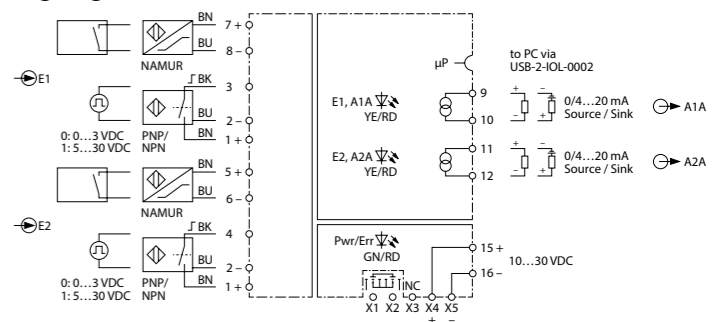 BN 7 +
BU 8 –
NAMUR
E1
BK 3
BU 2 –
BN 1 +
0: 0…3 VDC
1: 5…30 VDC
PNP/
NPN
BN 5 +
BU 6 –
NAMUR
E2
BK 4
BU 2 –
BN 1 +
0: 0…3 VDC
1: 5…30 VDC
PNP/
NPN
µP
to PC via
USB-2-IOL-0002
E1, A1A
YE/RD
9
10
+ – + –
0/4…20 mA
Source / Sink
A1A
E2, A2A
YE/RD
11
12
+ – + –
0/4…20 mA
Source / Sink
A2A
Pwr/Err
GN/RD
15 +
16 –
10…30 VDC
NC
X1 X2 X3 X4 X5
+ –